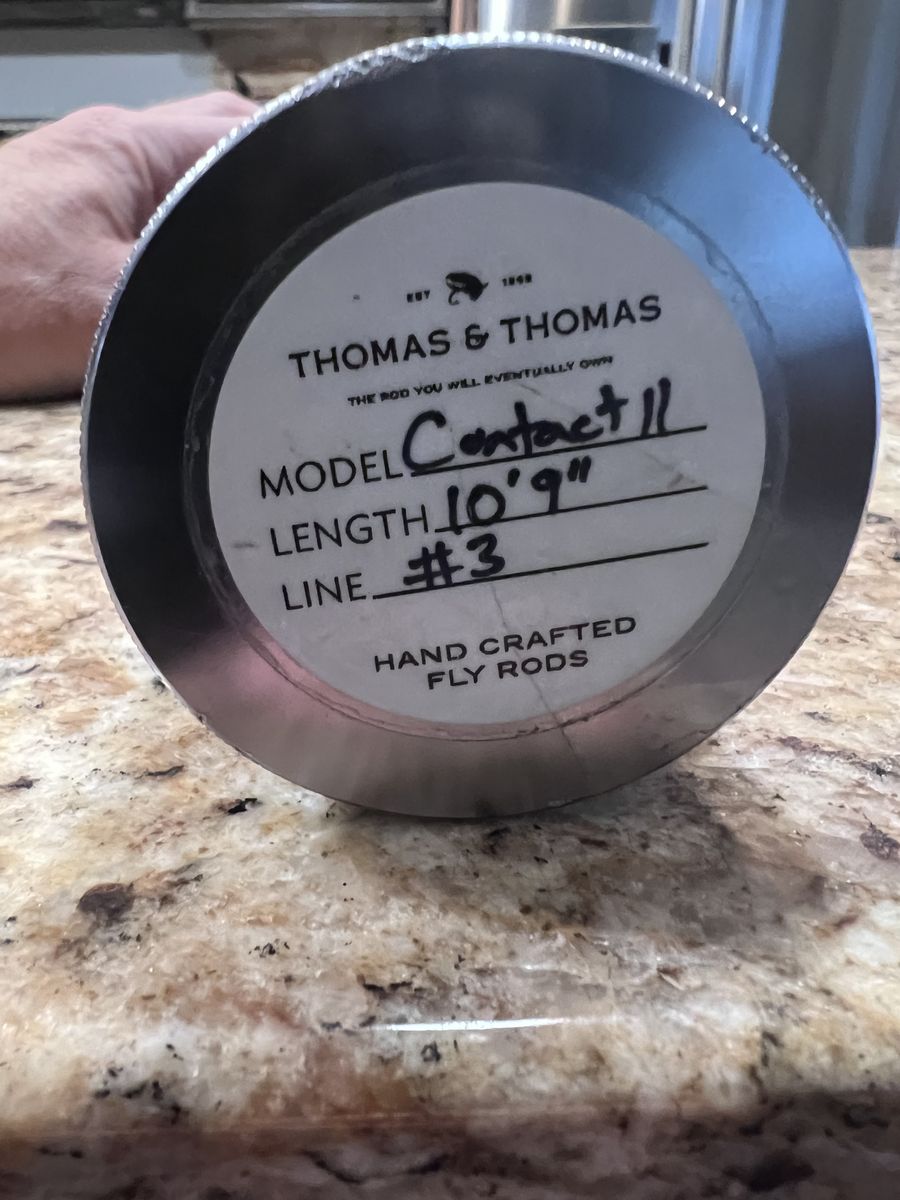 EST 1969
THOMAS & THOMAS
THE ROD YOU WILL EVENTUALLY OWN
MODEL Contact II
LENGTH 10'9"
LINE #3
HAND CRAFTED
FLY RODS